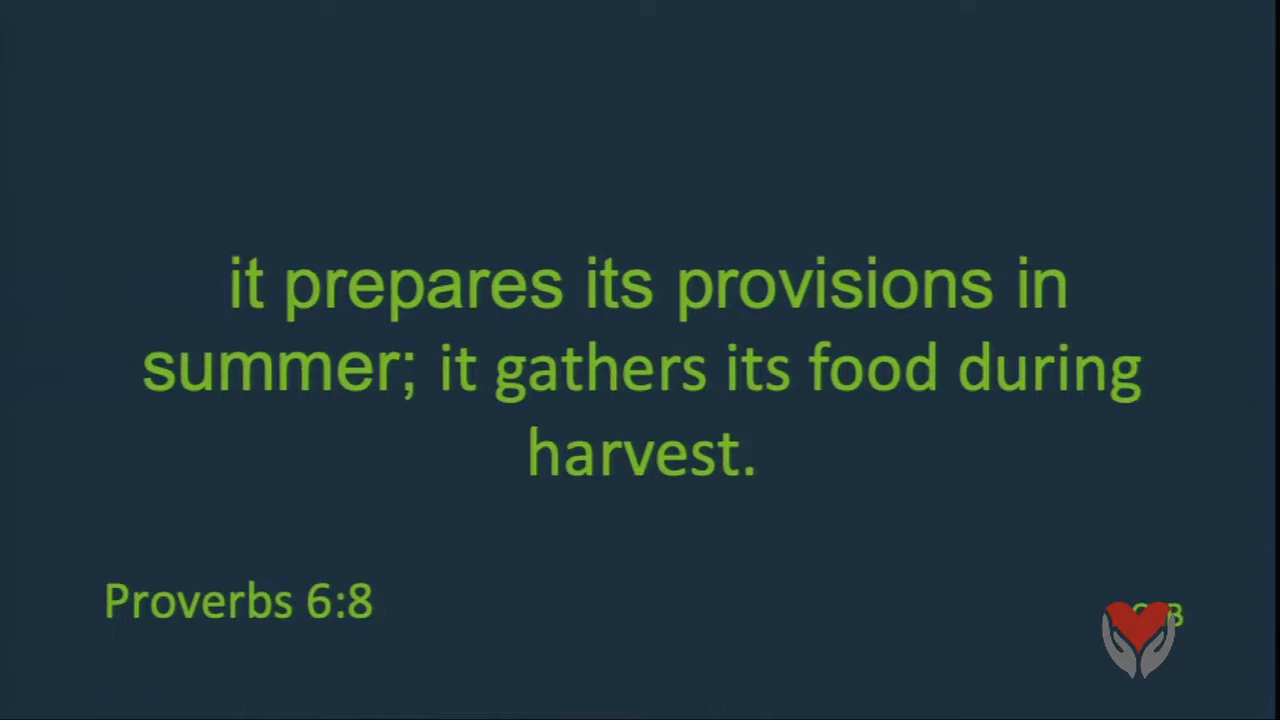 it prepares its provisions in
summer; it gathers its food during
harvest.
Proverbs 6:8